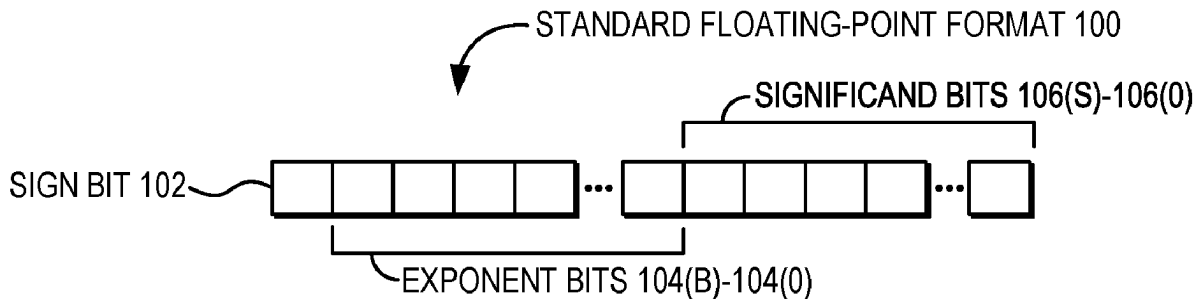 STANDARD FLOATING-POINT FORMAT 100
SIGNIFICAND BITS 106(S)-106(0)
SIGN BIT 102
EXPONENT BITS 104(B)-104(0)